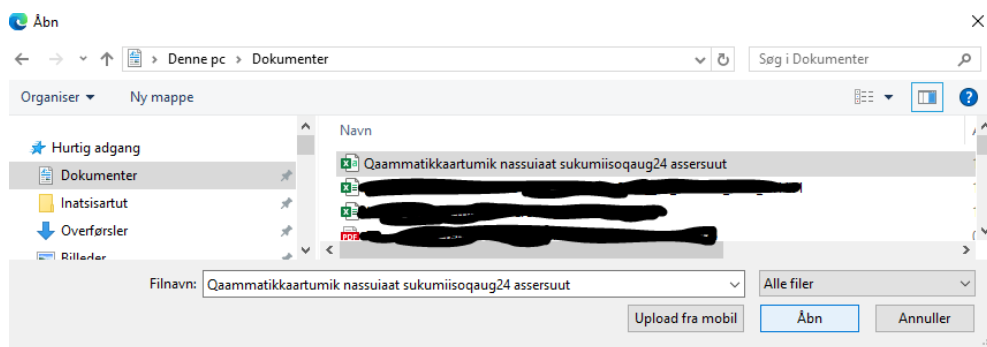 Åbn
Denne pc > Dokumenter
Søg i Dokumenter
Organiser
Ny mappe
Navn
Hurtig adgang
Dokumenter
Inatsisartut
Overførsler
Billeder
Qaammatikkaartumik nassuiaat sukumiisoqaug24 assersuut
PDF
Filnavn: Qaammatikkaartumik nassuiaat sukumiisoqaug24 assersuut
Alle filer
Upload fra mobil
Åbn
Annuller